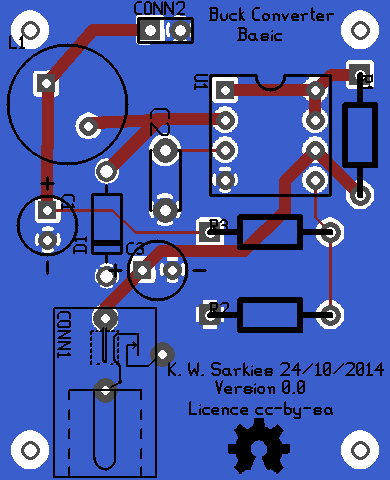 CONN2
Buck Converter
Basic
L1
U1
R1
C2
+
C1
R3
D1
-
C3
+
-
R2
CONN1
K. W. Sarkies 24/10/2014
Version 0.0
Licence cc-by-sa